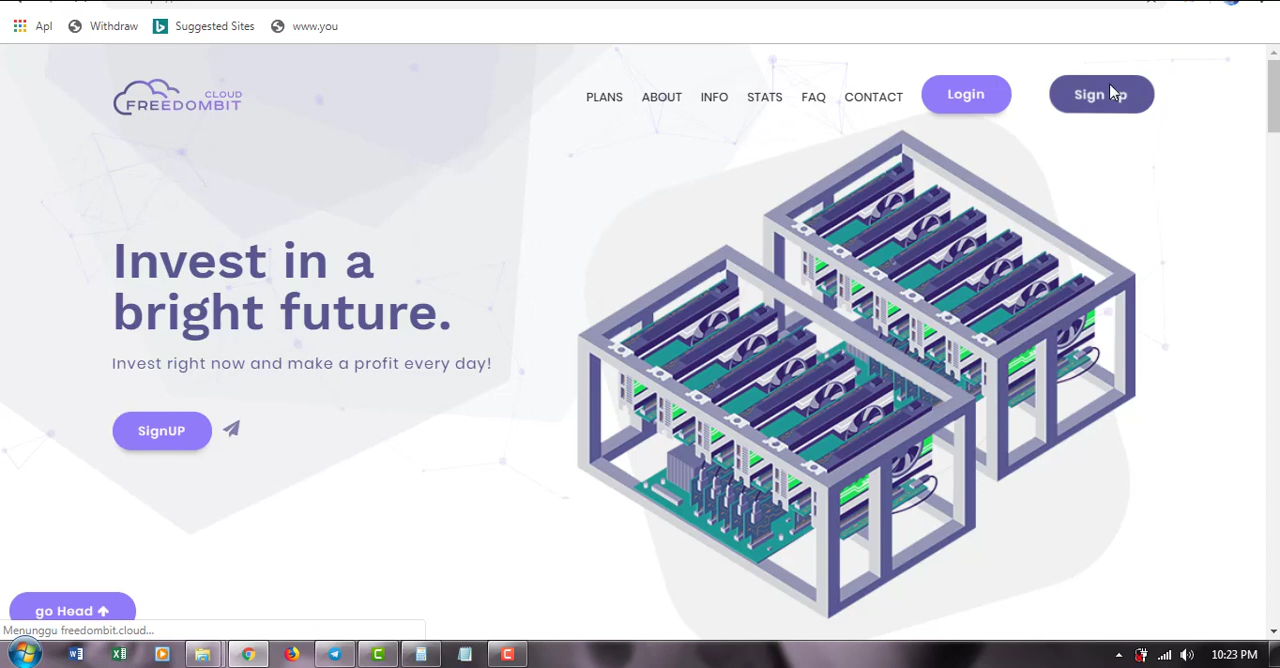 Apl Withdraw Suggested Sites www.you
CLOUD
FREEDOMBIT
PLANS ABOUT INFO STATS FAQ CONTACT Login Sign
Invest in a
bright future.
Invest right now and make a profit every day!
SignUP
go Head
Menunggu freedombit.cloud...
10:23 PM